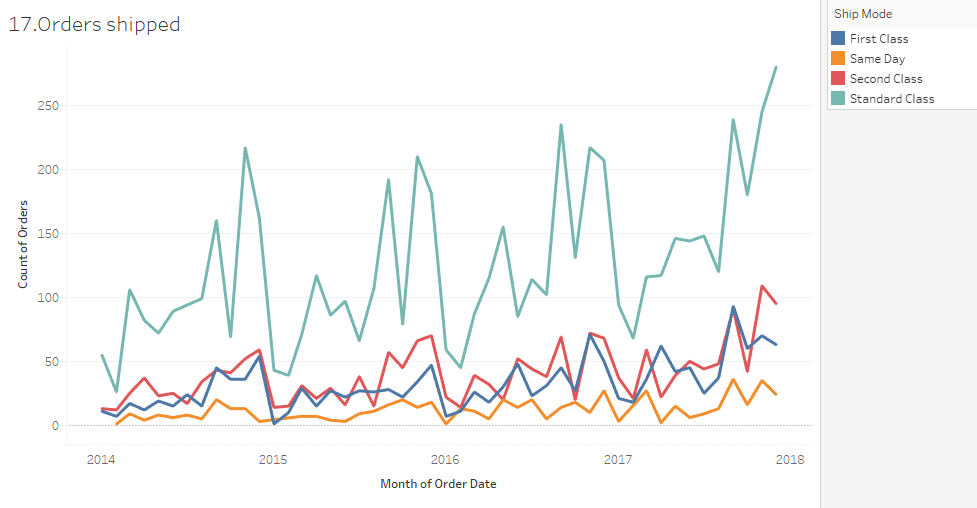 17.Orders shipped
Ship Mode
First Class
Same Day
Second Class
Standard Class
Count of Orders
250
200
150
100
50
0
2014
2015
2016
2017
2018
Month of Order Date